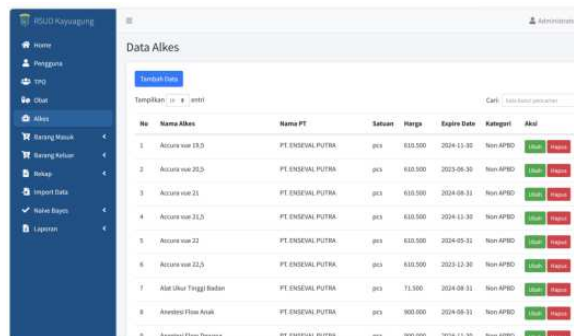 RSUD Kayuagung
Administrator
Home
Pengguna
TPO
Obat
Alkes
Barang Masuk
Barang Keluar
Rekap
Import Data
Naive Bayes
Laporan
Data Alkes
Tambah Data
Tampilkan 10 entri
Cari:
No Nama Alkes Nama PT Satuan Harga Expire Date Kategori Aksi
1 Accura vue 19,5 PT. ENSEVAL PUTRA pcs 610.500 2024-11-30 Non APBD Ubah Hapus
2 Accura vue 20,5 PT. ENSEVAL PUTRA pcs 610.500 2023-06-30 Non APBD Ubah Hapus
3 Accura vue 21 PT. ENSEVAL PUTRA pcs 610.500 2024-08-31 Non APBD Ubah Hapus
4 Accura vue 21,5 PT. ENSEVAL PUTRA pcs 610.500 2024-11-30 Non APBD Ubah Hapus
5 Accura vue 22 PT. ENSEVAL PUTRA pcs 610.500 2024-05-31 Non APBD Ubah Hapus
6 Accura vue 22,5 PT. ENSEVAL PUTRA pcs 610.500 2023-12-30 Non APBD Ubah Hapus
7 Alat Ukur Tinggi Badan PT. ENSEVAL PUTRA pcs 71.500 2024-08-31 Non APBD Ubah Hapus
8 Anestesi Flow Anak PT. ENSEVAL PUTRA pcs 900.000 2024-08-31 Non APBD Ubah Hapus